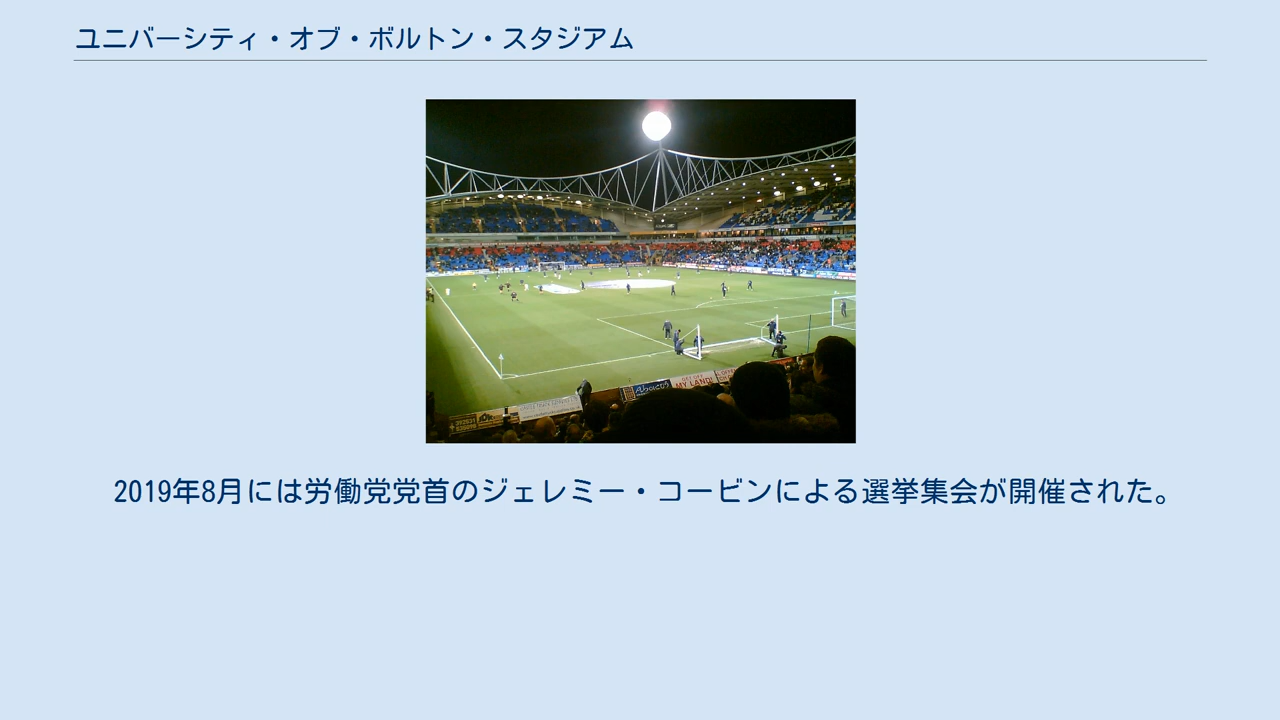 ユニバーシティ・オブ・ボルトン・スタジアム
MY LAND!
2019年8月には労働党党首のジェレミー・コービンによる選挙集会が開催された。